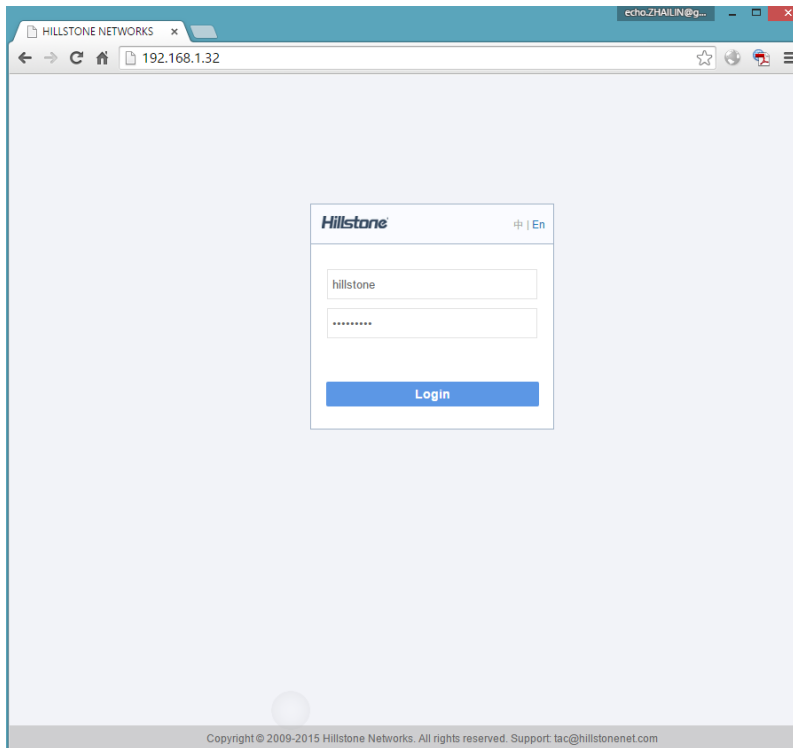 echo.ZHAILIN@g...
HILLSTONE NETWORKS
192.168.1.32
Hillstone 中 | En
hillstone
•••••••••
Login
Copyright © 2009-2015 Hillstone Networks. All rights reserved. Support: tac@hillstonenet.com